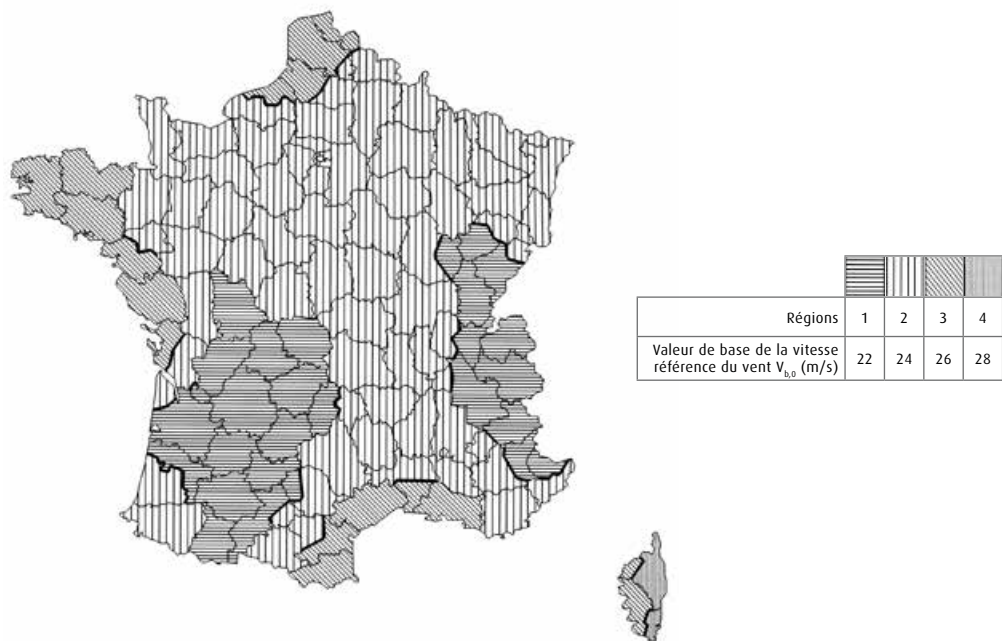 Régions 1 2 3 4
Valeur de base de la vitesse
référence du vent Vb,0 (m/s) 22 24 26 28